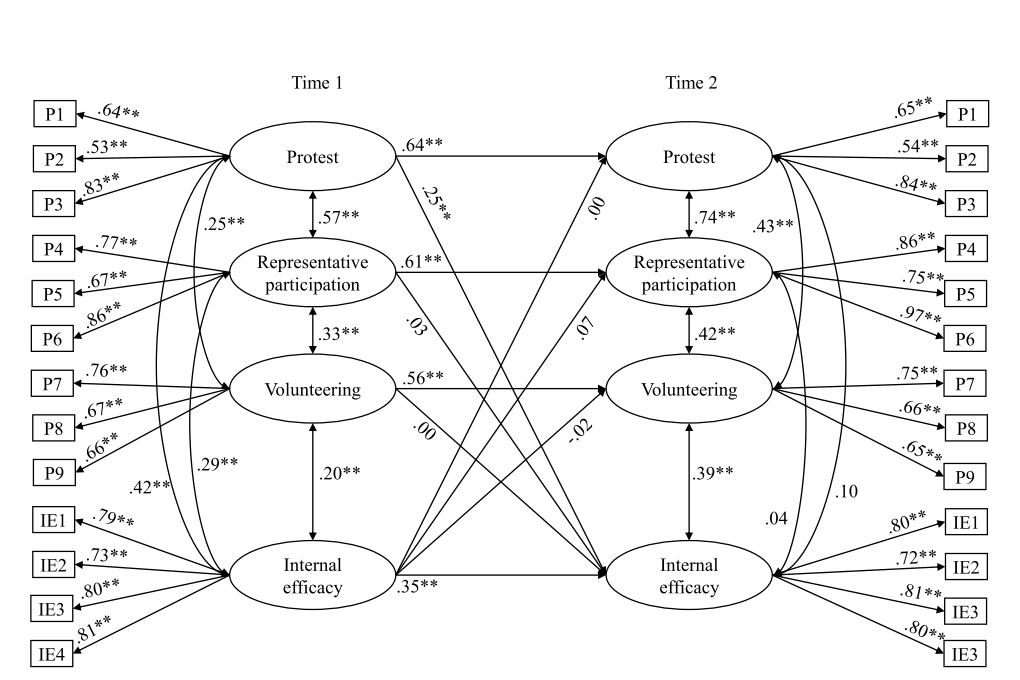 Time 1
Time 2
P1
.64**
Protest
.64**
Protest
.65**
P1
P2
.53**
.54**
P2
P3
.83**
.25**
.57**
.25**
.00
.74**
.43**
.84**
P3
P4
.77**
Representative
participation
.61**
Representative
participation
.86**
P4
P5
.67**
.75**
P5
P6
.86**
.33**
.03
.07
.42**
.97**
P6
P7
.76**
Volunteering
.56**
Volunteering
.75**
P7
P8
.67**
.00
-.02
.66**
P8
P9
.66**
.29**
.20**
.39**
.65**
P9
.42**
.10
IE1
.79**
.04
.80**
IE1
IE2
.73**
Internal
efficacy
.35**
Internal
efficacy
.72**
IE2
IE3
.80**
.81**
IE3
IE4
.81**
.80**
IE3